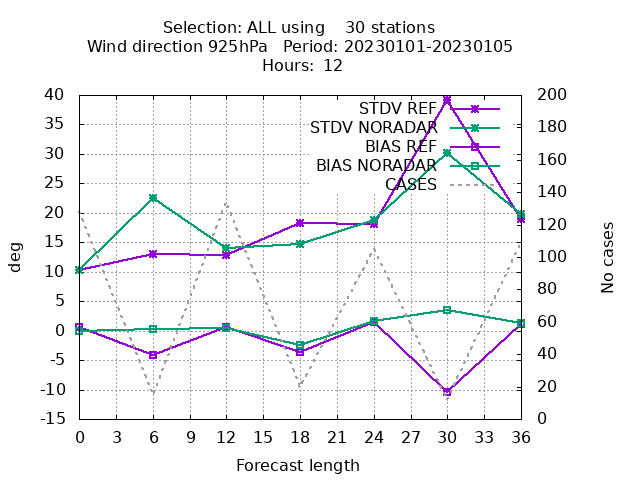 Selection: ALL using    30 stations
Wind direction 925hPa   Period: 20230101-20230105
Hours:  12
STDV REF
STDV NORADAR
BIAS REF
BIAS NORADAR
CASES
40
35
30
25
20
15
10
5
0
-5
-10
-15
200
180
160
140
120
100
80
60
40
20
0
deg
No cases
0 3 6 9 12 15 18 21 24 27 30 33 36
Forecast length